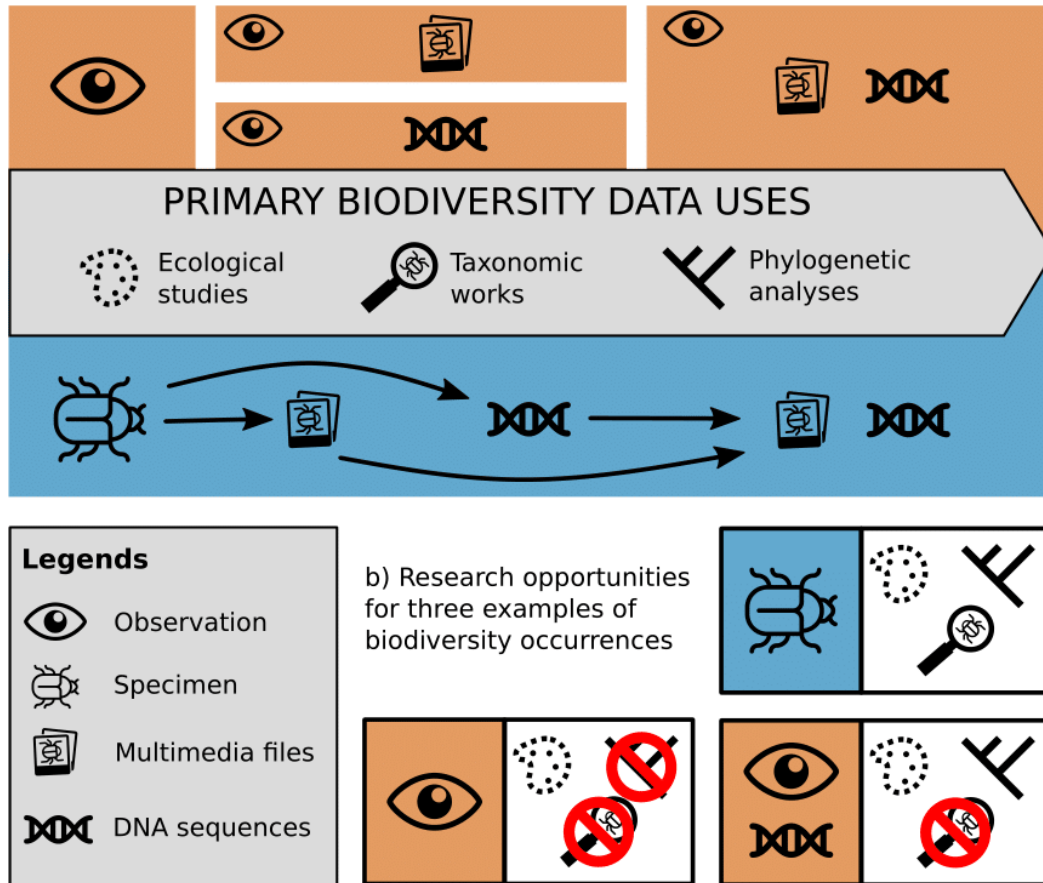 PRIMARY BIODIVERSITY DATA USES
Ecological
studies
Taxonomic
works
Phylogenetic
analyses
Legends
Observation
Specimen
Multimedia files
DNA sequences
b) Research opportunities
for three examples of
biodiversity occurrences